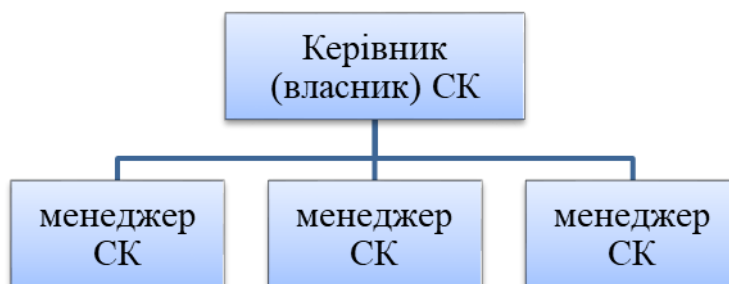 Керівник
(власник) СК
менеджер
СК
менеджер
СК
менеджер
СК